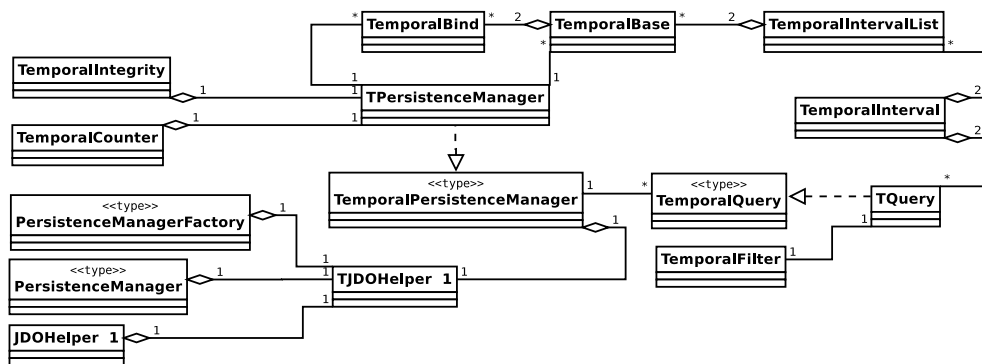 * TemporalBind * 2 TemporalBase * 2 TemporalIntervalList
* *
TemporalIntegrity 1 1 1 1
TPersistenceManager
2
TemporalInterval
2
TemporalCounter 1 1
<<type>>
TemporalPersistenceManager
1 *
<<type>>
TemporalQuery
TQuery
*
<<type>>
PersistenceManagerFactory
1 1 1
TemporalFilter 1
<<type>>
PersistenceManager
1 1 1
TJDOHelper 1
1
1
JDOHelper 1
1